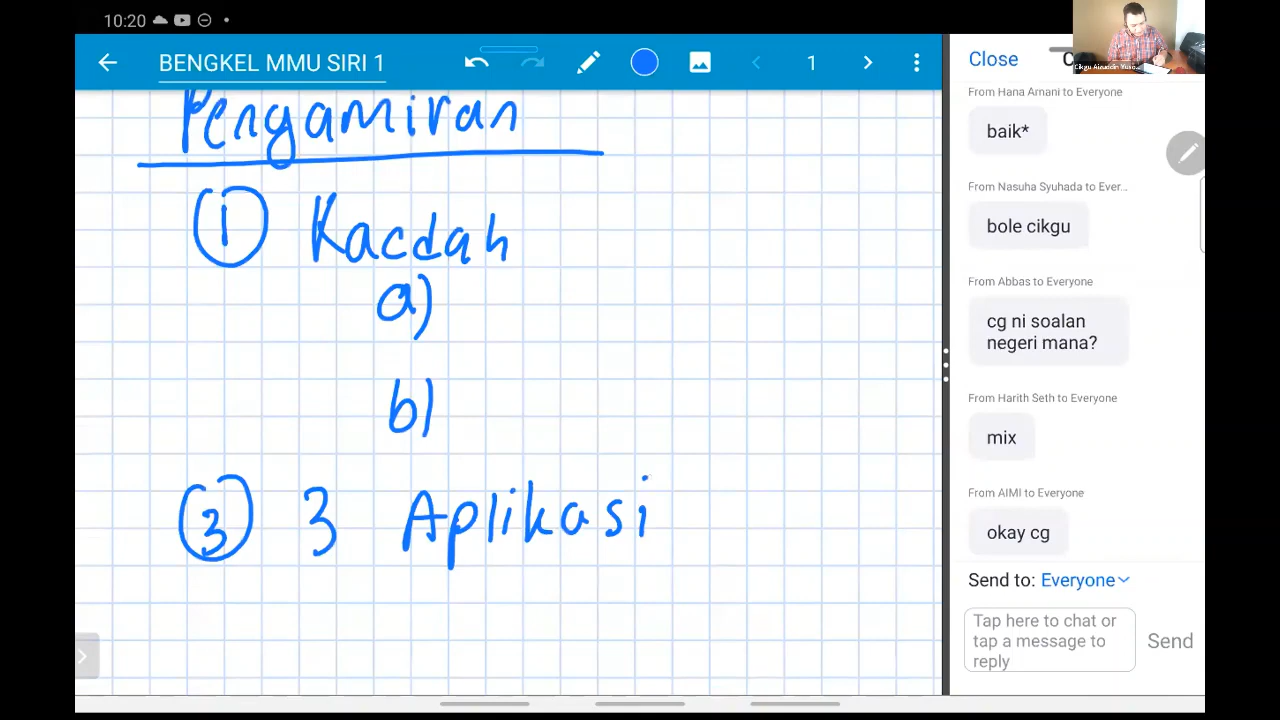 10:20
BENGKEL MMU SIRI 1
1
Pengamiran
1 Kaedah
a)
b)
3 3 Aplikasi
Close
From Hana Arnani to Everyone
baik*
From Nasuha Syuhada to Ever...
bole cikgu
From Abbas to Everyone
cg ni soalan
negeri mana?
From Harith Seth to Everyone
mix
From AIMI to Everyone
okay cg
Send to: Everyone
Tap here to chat or
tap a message to
reply
Send